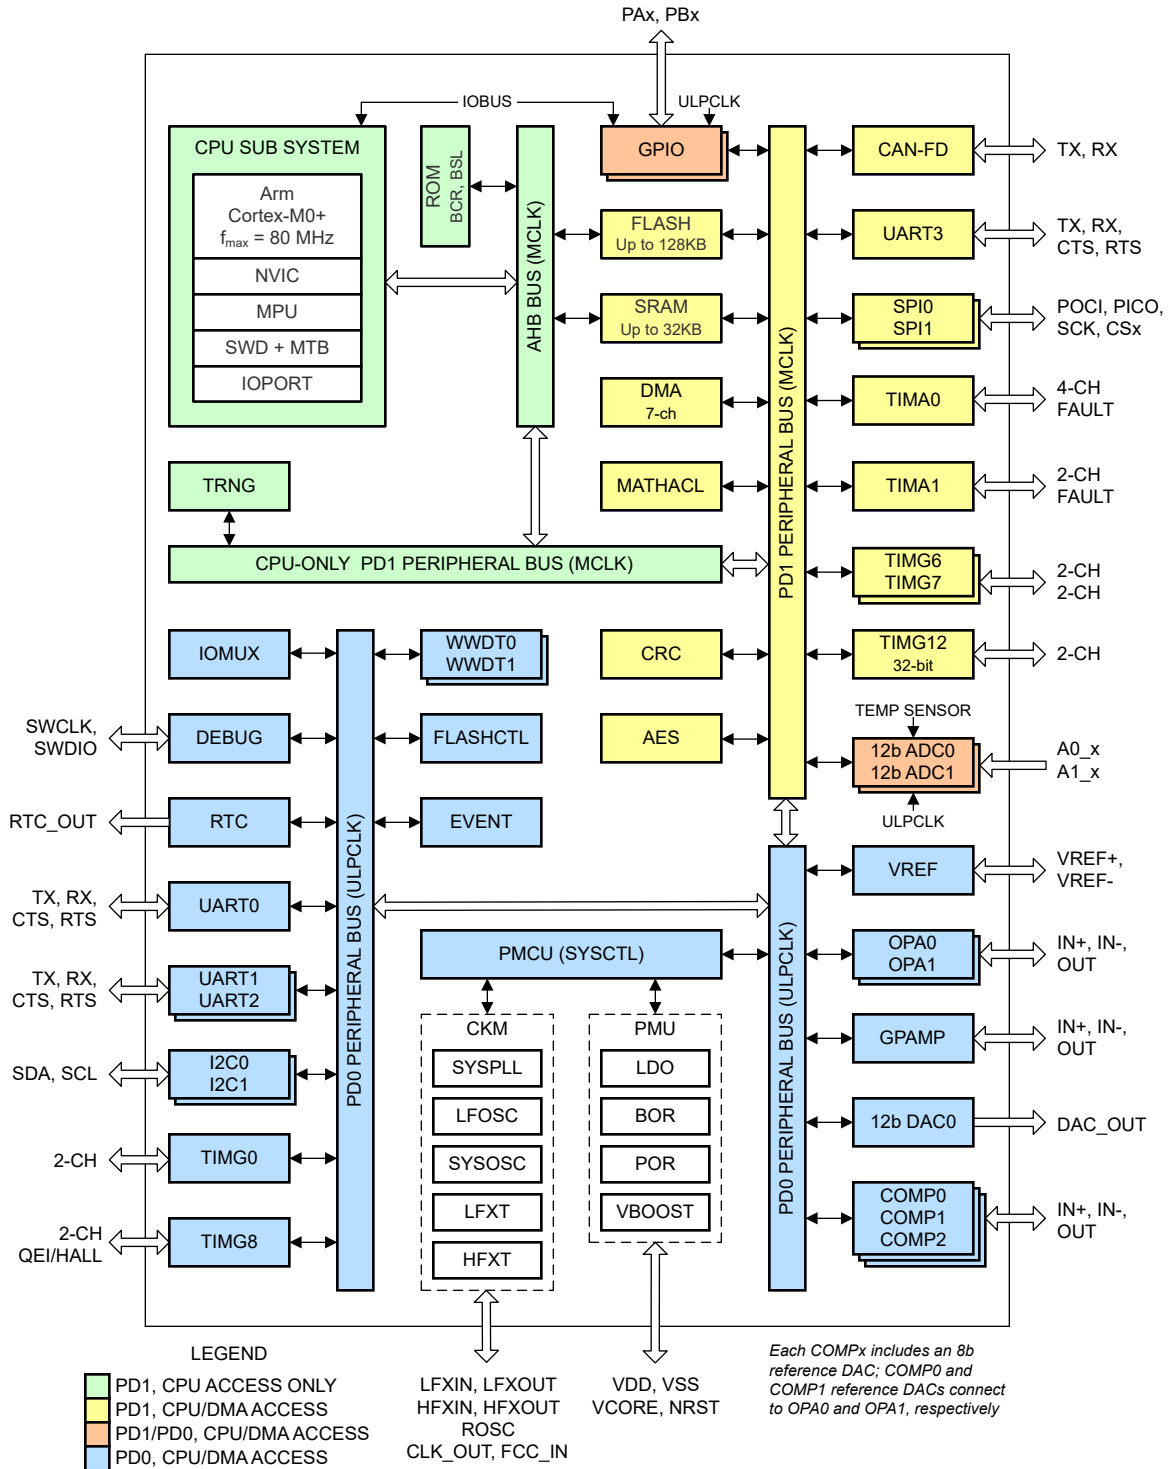 PAx, PBx
IOBUS
ULPCLK
CPU SUB SYSTEM
Arm
Cortex-M0+
fmax = 80 MHz
NVIC
MPU
SWD + MTB
IOPORT
ROM
BCR, BSL
AHB BUS (MCLK)
GPIO
FLASH
Up to 128KB
SRAM
Up to 32KB
DMA
7-ch
MATHACL
PD1 PERIPHERAL BUS (MCLK)
CAN-FD
TX, RX
UART3
TX, RX,
CTS, RTS
SPI0
SPI1
POCI, PICO,
SCK, CSx
TIMA0
4-CH
FAULT
TIMA1
2-CH
FAULT
TRNG
CPU-ONLY PD1 PERIPHERAL BUS (MCLK)
TIMG6
TIMG7
2-CH
2-CH
IOMUX
WWDT0
WWDT1
CRC
TIMG12
32-bit
2-CH
SWCLK,
SWDIO
DEBUG
FLASHCTL
AES
TEMP SENSOR
12b ADC0
12b ADC1
A0_x
A1_x
ULPCLK
RTC_OUT
RTC
EVENT
PD0 PERIPHERAL BUS (ULPCLK)
VREF
VREF+,
VREF-
TX, RX,
CTS, RTS
UART0
PMCU (SYSCTL)
PD0 PERIPHERAL BUS (ULPCLK)
OPA0
OPA1
IN+, IN-,
OUT
TX, RX,
CTS, RTS
UART1
UART2
CKM
SYSPLL
LFOSC
SYSOSC
LFXT
HFXT
PMU
LDO
BOR
POR
VBOOST
GPAMP
IN+, IN-,
OUT
SDA, SCL
I2C0
I2C1
12b DAC0
DAC_OUT
2-CH
TIMG0
COMP0
COMP1
COMP2
IN+, IN-,
OUT
2-CH
QEI/HALL
TIMG8
LEGEND
PD1, CPU ACCESS ONLY
PD1, CPU/DMA ACCESS
PD1/PD0, CPU/DMA ACCESS
PD0, CPU/DMA ACCESS
LFXIN, LFXOUT
HFXIN, HFXOUT
ROSC
CLK_OUT, FCC_IN
VDD, VSS
VCORE, NRST
Each COMPx includes an 8b
reference DAC; COMP0 and
COMP1 reference DACs connect
to OPA0 and OPA1, respectively